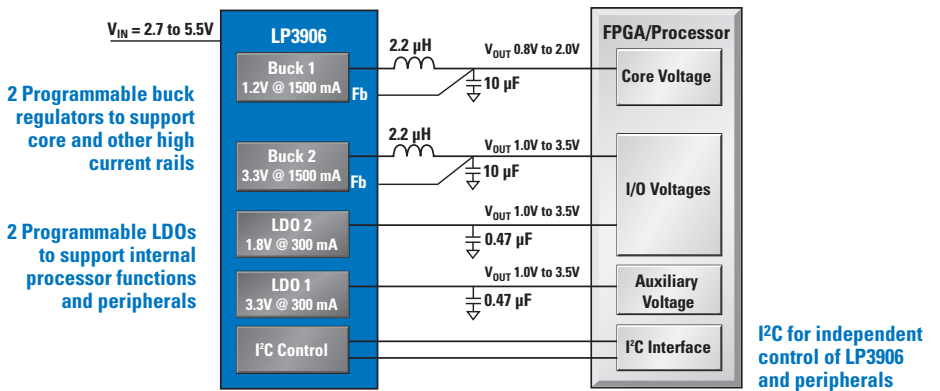 V_IN = 2.7 to 5.5V
LP3906
FPGA/Processor
2.2 µH
V_OUT 0.8V to 2.0V
Buck 1
1.2V @ 1500 mA
Fb
10 µF
Core Voltage
2 Programmable buck
regulators to support
core and other high
current rails
2.2 µH
V_OUT 1.0V to 3.5V
Buck 2
3.3V @ 1500 mA
Fb
10 µF
I/O Voltages
V_OUT 1.0V to 3.5V
LDO 2
1.8V @ 300 mA
0.47 µF
2 Programmable LDOs
to support internal
processor functions
and peripherals
V_OUT 1.0V to 3.5V
LDO 1
3.3V @ 300 mA
0.47 µF
Auxiliary
Voltage
I²C Control
I²C Interface
I²C for independent
control of LP3906
and peripherals